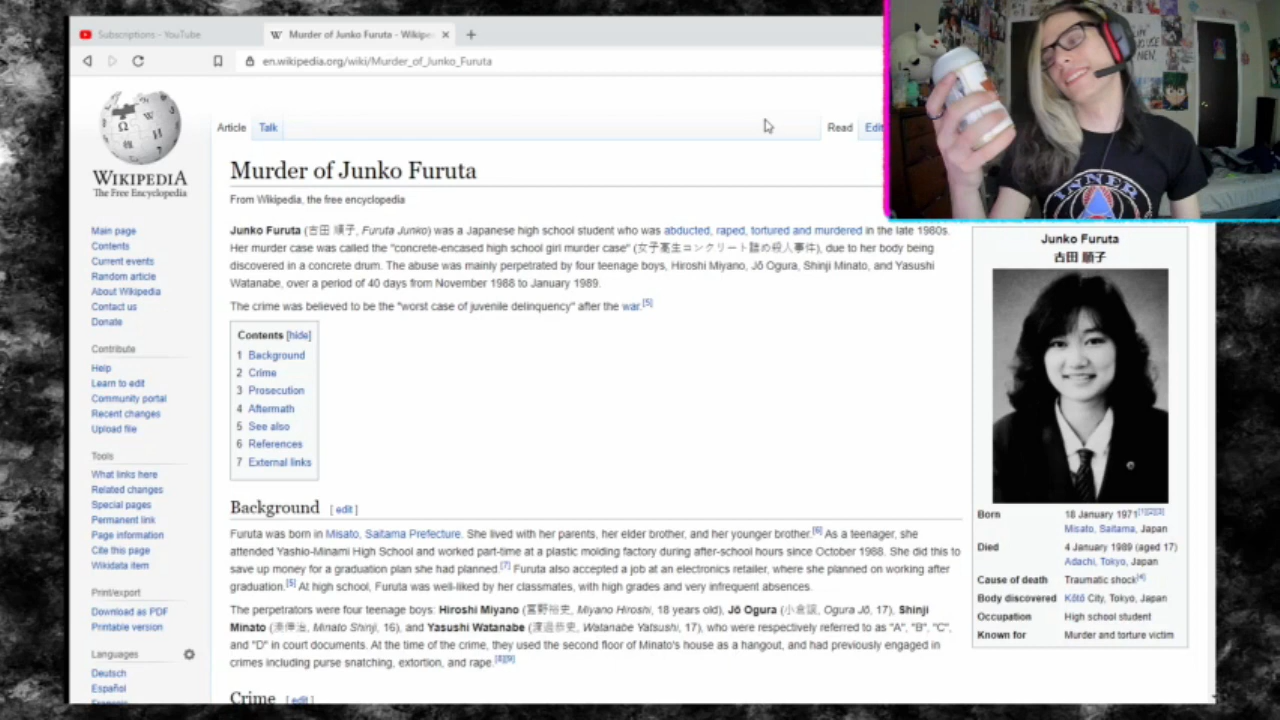 Subscriptions - YouTube
Murder of Junko Furuta - Wikipe
en.wikipedia.org/wiki/Murder_of_Junko_Furuta
Article Talk
Read Edi
WIKIPEDIA
The Free Encyclopedia
Main page
Contents
Current events
Random article
About Wikipedia
Contact us
Donate
Contribute
Help
Learn to edit
Community portal
Recent changes
Upload file
Tools
What links here
Related changes
Special pages
Permanent link
Page information
Cite this page
Wikidata item
Print/export
Download as PDF
Printable version
Languages
Deutsch
Español
Murder of Junko Furuta
From Wikipedia, the free encyclopedia
Junko Furuta (古田 順子, Furuta Junko) was a Japanese high school student who was abducted, raped, tortured and murdered in the late 1980s.
Her murder case was called the "concrete-encased high school girl murder case" (女子高生コンクリート詰め殺人事件), due to her body being
discovered in a concrete drum. The abuse was mainly perpetrated by four teenage boys, Hiroshi Miyano, Jō Ogura, Shinji Minato, and Yasushi
Watanabe, over a period of 40 days from November 1988 to January 1989.
The crime was believed to be the "worst case of juvenile delinquency" after the war.[5]
Contents [hide]
1 Background
2 Crime
3 Prosecution
4 Aftermath
5 See also
6 References
7 External links
Background [ edit ]
Furuta was born in Misato, Saitama Prefecture. She lived with her parents, her elder brother, and her younger brother.[6] As a teenager, she
attended Yashio-Minami High School and worked part-time at a plastic molding factory during after-school hours since October 1988. She did this to
save up money for a graduation plan she had planned.[7] Furuta also accepted a job at an electronics retailer, where she planned on working after
graduation.[5] At high school, Furuta was well-liked by her classmates, with high grades and very infrequent absences.
The perpetrators were four teenage boys: Hiroshi Miyano (宮野裕史, Miyano Hiroshi, 18 years old), Jō Ogura (小倉譲, Ogura Jō, 17), Shinji
Minato (湊伸治, Minato Shinji, 16), and Yasushi Watanabe (渡邊恭史, Watanabe Yatsushi, 17), who were respectively referred to as "A", "B", "C",
and "D" in court documents. At the time of the crime, they used the second floor of Minato's house as a hangout, and had previously engaged in
crimes including purse snatching, extortion, and rape.[8][9]
Crime [ edit ]
Junko Furuta
古田 順子
Born 18 January 1971[1][2][3]
Misato, Saitama, Japan
Died 4 January 1989 (aged 17)
Adachi, Tokyo, Japan
Cause of death Traumatic shock[4]
Body discovered Kōtō City, Tokyo, Japan
Occupation High school student
Known for Murder and torture victim
INNER